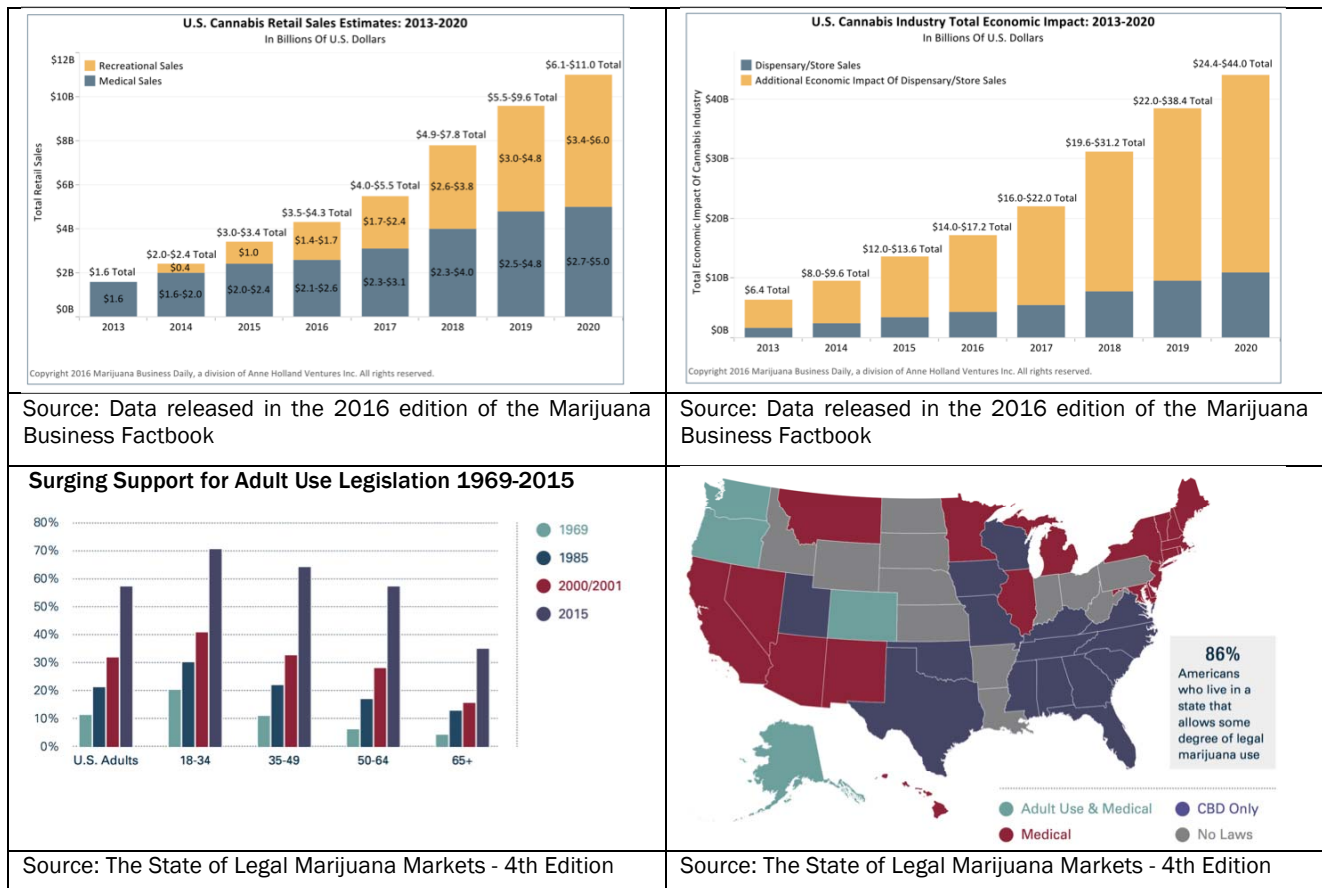 U.S. Cannabis Retail Sales Estimates: 2013-2020
In Billions Of U.S. Dollars
$12B
$10B
$8B
$6B
$4B
$2B
$0B
Total Retail Sales
Recreational Sales
Medical Sales
$1.6 Total
$2.0-$2.4 Total
$3.0-$3.4 Total
$3.5-$4.3 Total
$4.0-$5.5 Total
$4.9-$7.8 Total
$5.5-$9.6 Total
$6.1-$11.0 Total
$0.4
$1.0
$1.4-$1.7
$1.7-$2.4
$2.6-$3.8
$3.0-$4.8
$3.4-$6.0
$1.6
$1.6-$2.0
$2.0-$2.4
$2.1-$2.6
$2.3-$3.1
$2.3-$4.0
$2.5-$4.8
$2.7-$5.0
2013 2014 2015 2016 2017 2018 2019 2020
Copyright 2016 Marijuana Business Daily, a division of Anne Holland Ventures Inc. All rights reserved.
Source: Data released in the 2016 edition of the Marijuana
Business Factbook
U.S. Cannabis Industry Total Economic Impact: 2013-2020
In Billions Of U.S. Dollars
Dispensary/Store Sales
Additional Economic Impact Of Dispensary/Store Sales
Total Economic Impact Of Cannabis Industry
$40B
$30B
$20B
$10B
$0B
$6.4 Total
$8.0-$9.6 Total
$12.0-$13.6 Total
$14.0-$17.2 Total
$16.0-$22.0 Total
$19.6-$31.2 Total
$22.0-$38.4 Total
$24.4-$44.0 Total
2013 2014 2015 2016 2017 2018 2019 2020
Copyright 2016 Marijuana Business Daily, a division of Anne Holland Ventures Inc. All rights reserved.
Source: Data released in the 2016 edition of the Marijuana
Business Factbook
Surging Support for Adult Use Legislation 1969-2015
80%
70%
60%
50%
40%
30%
20%
10%
0%
U.S. Adults 18-34 35-49 50-64 65+
1969
1985
2000/2001
2015
Source: The State of Legal Marijuana Markets - 4th Edition
86%
Americans
who live in a
state that
allows some
degree of legal
marijuana use
Adult Use & Medical
CBD Only
Medical
No Laws
Source: The State of Legal Marijuana Markets - 4th Edition